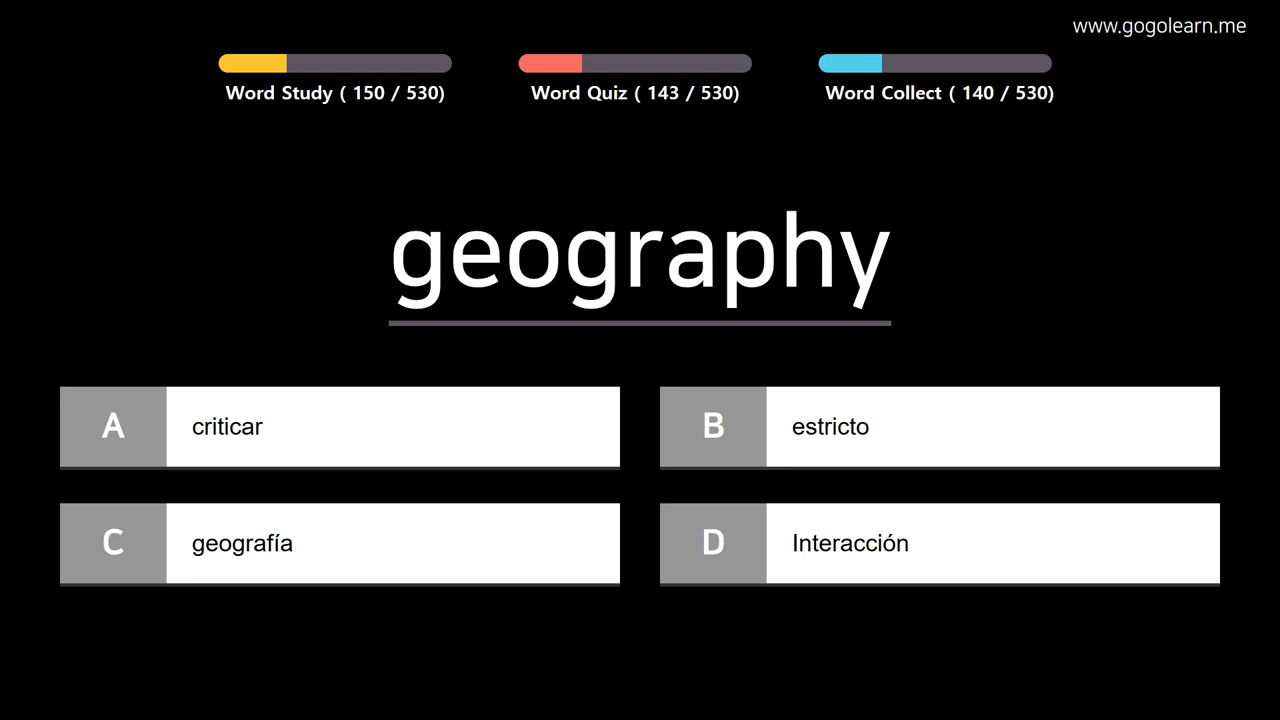 www.gogolearn.me
Word Study ( 150 / 530)
Word Quiz ( 143 / 530)
Word Collect ( 140 / 530)
geography
A criticar
B estricto
C geografía
D Interacción